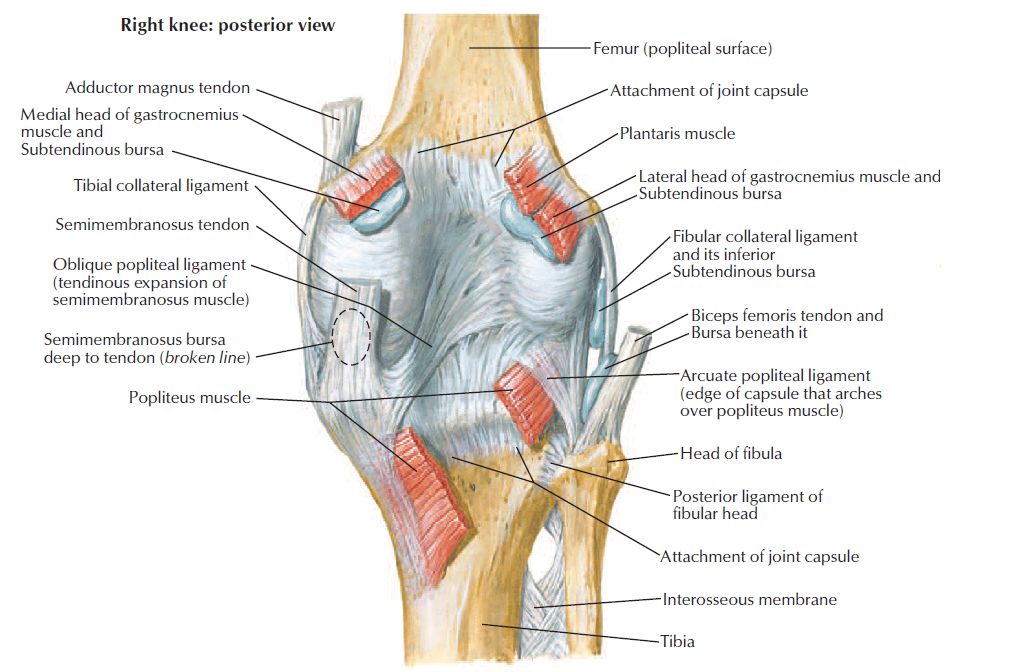 Right knee: posterior view
Adductor magnus tendon
Medial head of gastrocnemius
muscle and
Subtendinous bursa
Tibial collateral ligament
Semimembranosus tendon
Oblique popliteal ligament
(tendinous expansion of
semimembranosus muscle)
Semimembranosus bursa
deep to tendon (broken line)
Popliteus muscle
Femur (popliteal surface)
Attachment of joint capsule
Plantaris muscle
Lateral head of gastrocnemius muscle and
Subtendinous bursa
Fibular collateral ligament
and its inferior
Subtendinous bursa
Biceps femoris tendon and
Bursa beneath it
Arcuate popliteal ligament
(edge of capsule that arches
over popliteus muscle)
Head of fibula
Posterior ligament of
fibular head
Attachment of joint capsule
Interosseous membrane
Tibia